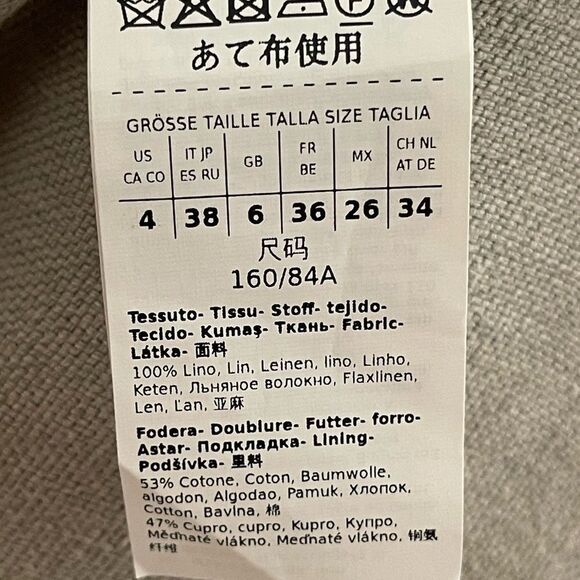 あて布使用
GRÖSSE TAILLE TALLA SIZE TAGLIA
US CA CO
IT JP ES RU
GB
FR BE
MX
CH NL AT DE
4 38 6 36 26 34
尺码
160/84A
Tessuto- Tissu- Stoff- tejido-
Tecido- Kumaş- Ткань- Fabric-
Látka- 面料
100% Lino, Lin, Leinen, lino, Linho,
Keten, Льняное волокно, Flaxlinen,
Len, Ľan, 亚麻
Fodera- Doublure- Futter- forro-
Astar- Подкладка- Lining-
Podšívka- 里料
53% Cotone, Coton, Baumwolle,
algodon, Algodao, Pamuk, Хлопок,
Cotton, Bavlna, 棉
47% Cupro, cupro, Kupro, Купро,
Měďnaté vlákno, Meďnaté vlákno, 铜氨
纤维